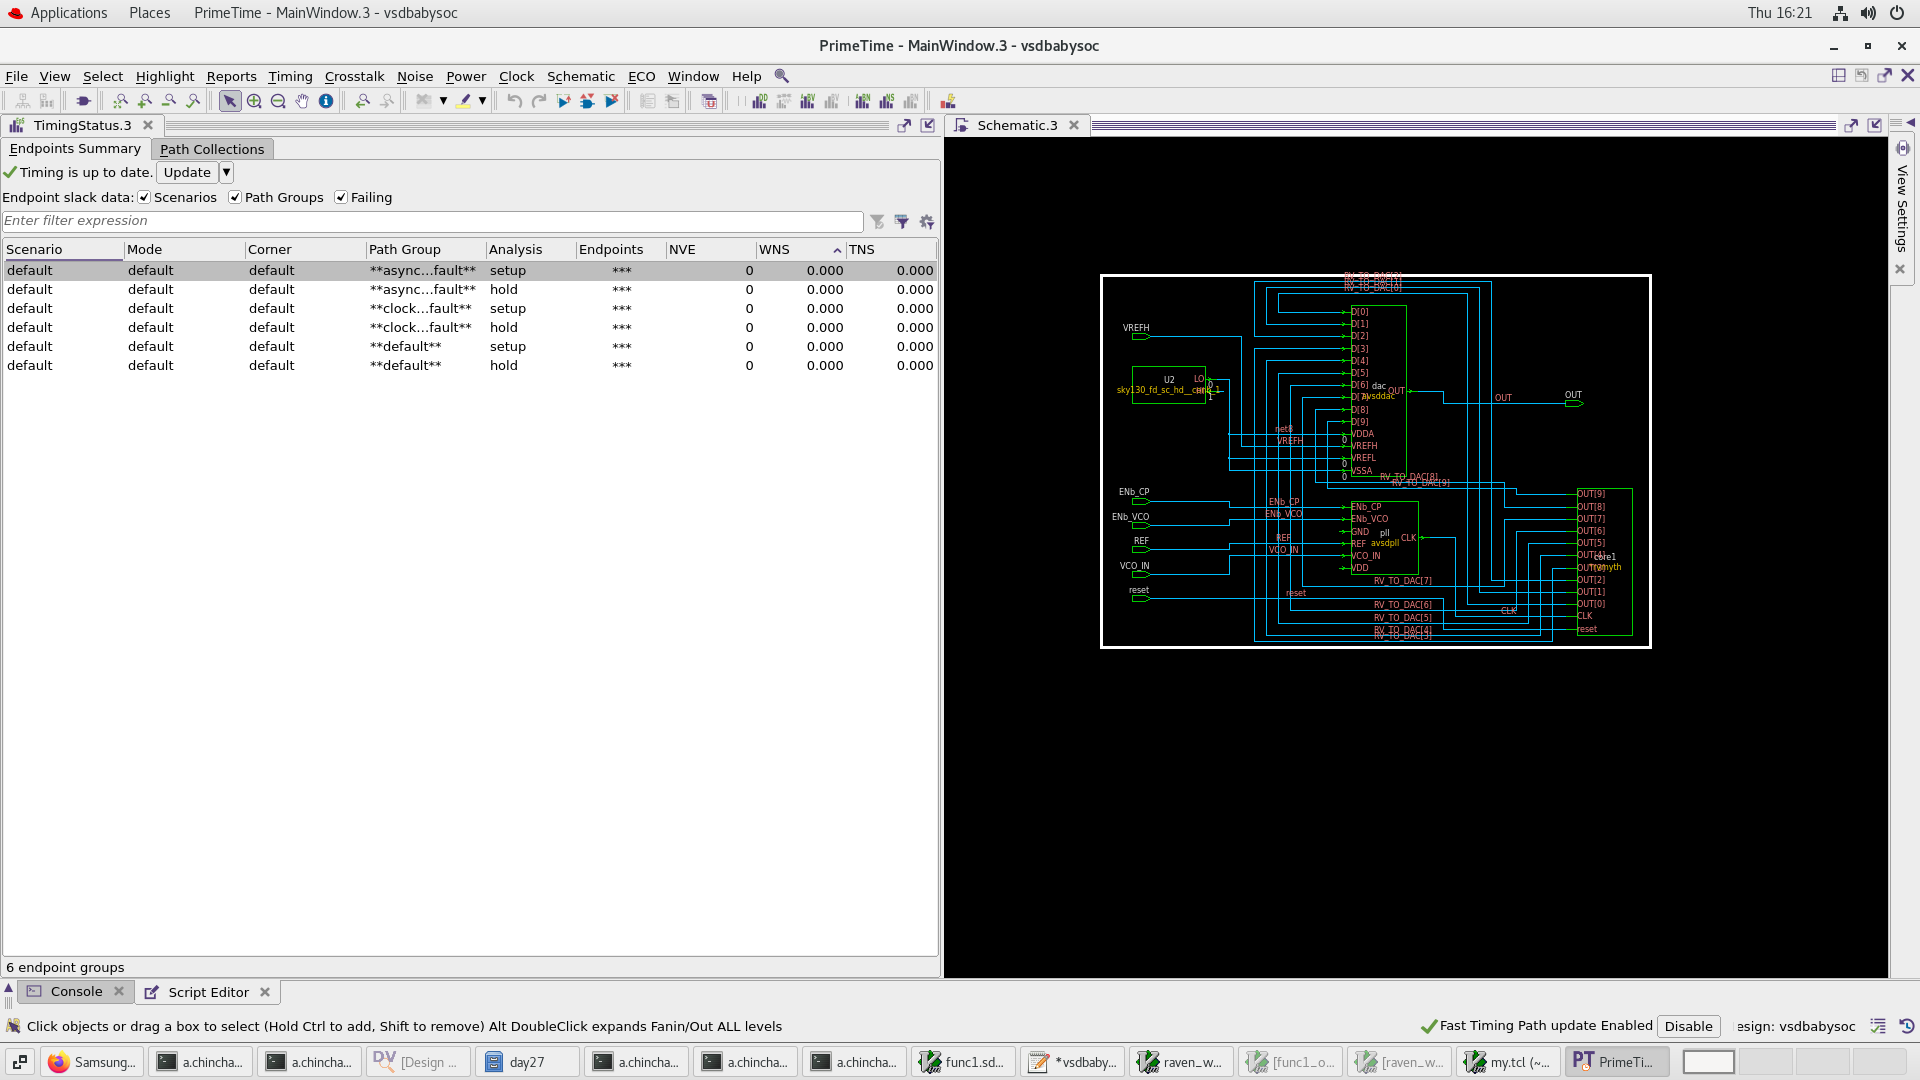 Applications Places PrimeTime - MainWindow.3 - vsdbabysoc Thu 16:21
PrimeTime - MainWindow.3 - vsdbabysoc
File View Select Highlight Reports Timing Crosstalk Noise Power Clock Schematic ECO Window Help
TimingStatus.3
Endpoints Summary Path Collections
Timing is up to date. Update
Endpoint slack data: Scenarios Path Groups Failing
Enter filter expression
Scenario Mode Corner Path Group Analysis Endpoints NVE WNS TNS
default default default **async...fault** setup *** 0 0.000 0.000
default default default **async...fault** hold *** 0 0.000 0.000
default default default **clock...fault** setup *** 0 0.000 0.000
default default default **clock...fault** hold *** 0 0.000 0.000
default default default **default** setup *** 0 0.000 0.000
default default default **default** hold *** 0 0.000 0.000
6 endpoint groups
Schematic.3
View Settings
RV_TO_DAC[0]
VREFH
U2
LO
0
1
D[0]
D[1]
D[2]
D[3]
D[4]
D[5]
D[6]
D[8]
D[9]
VDDA
VREFH
VREFL
VSSA
0
0
0
dac
avsddac
OUT
OUT
OUT
net8
VREFH
RV_TO_DAC[8]
RV_TO_DAC[9]
ENb_CP
ENb_VCO
REF
VCO_IN
reset
ENb_CP
ENb_VCO
REF
VCO_IN
reset
ENb_CP
ENb_VCO
GND
REF
VCO_IN
VDD
pll
avsdpll
CLK
RV_TO_DAC[7]
RV_TO_DAC[6]
RV_TO_DAC[5]
RV_TO_DAC[4]
CLK
OUT[9]
OUT[8]
OUT[7]
OUT[6]
OUT[5]
core1
OUT[2]
OUT[1]
OUT[0]
CLK
reset
Console Script Editor
Click objects or drag a box to select (Hold Ctrl to add, Shift to remove) Alt DoubleClick expands Fanin/Out ALL levels
Fast Timing Path update Enabled Disable esign: vsdbabysoc
Samsung... a.chincha... a.chincha... [Design ... day27 a.chincha... a.chincha... a.chincha... func1.sd... *vsdbaby... raven_w... [func1_o... [raven_w... my.tcl (~... PrimeTi...